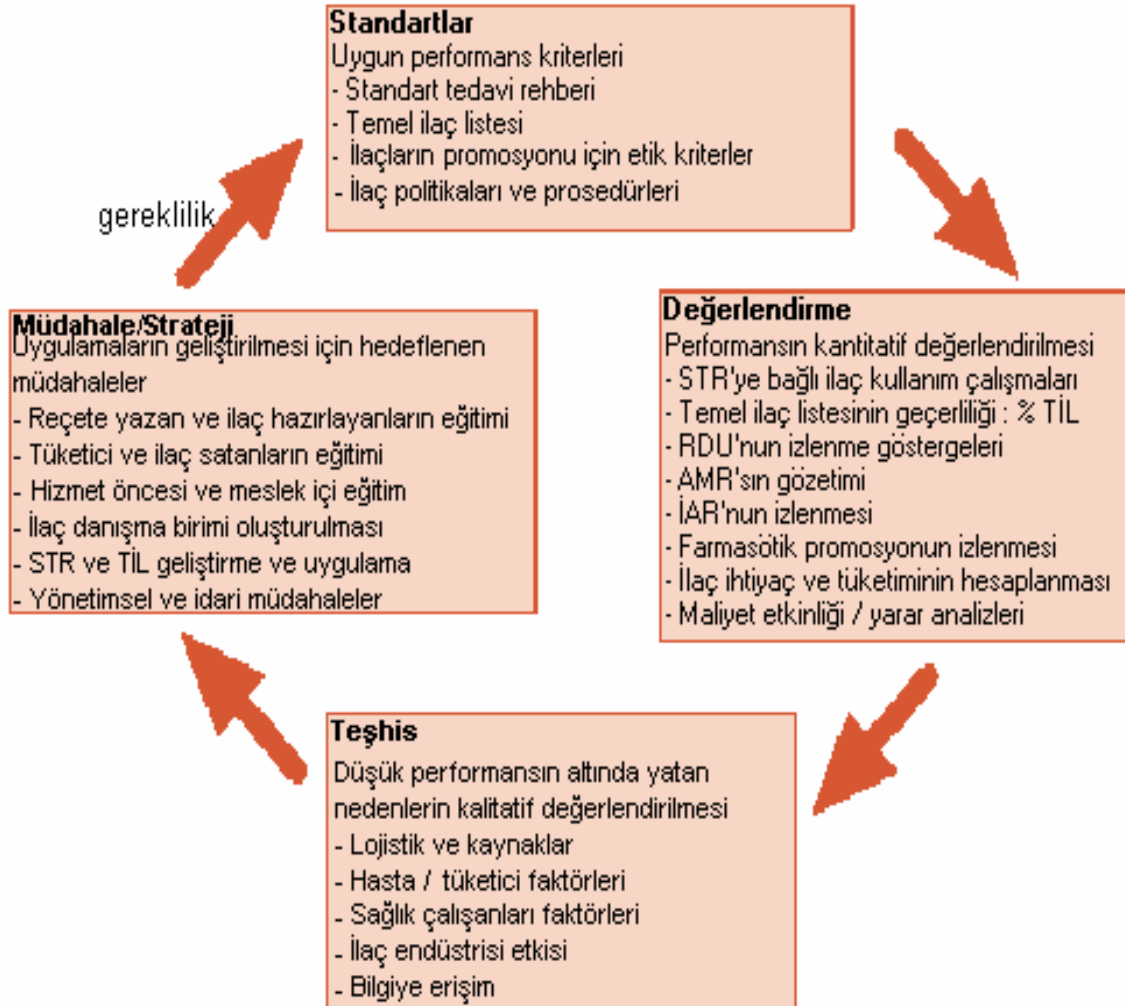 Standartlar
Uygun performans kriterleri
- Standart tedavi rehberi
- Temel ilaç listesi
- İlaçların promosyonu için etik kriterler
- İlaç politikaları ve prosedürleri
gereklilik
Değerlendirme
Performansın kantitatif değerlendirilmesi
- STR'ye bağlı ilaç kullanım çalışmaları
- Temel ilaç listesinin geçerliliği : % TİL
- RDU'nun izlenme göstergeleri
- AMR'sın gözetimi
- İAR'nun izlenmesi
- Farmasötik promosyonun izlenmesi
- İlaç ihtiyaç ve tüketiminin hesaplanması
- Maliyet etkinliği / yarar analizleri
Teşhis
Düşük performansın altında yatan
nedenlerin kalitatif değerlendirilmesi
- Lojistik ve kaynaklar
- Hasta / tüketici faktörleri
- Sağlık çalışanları faktörleri
- İlaç endüstrisi etkisi
- Bilgiye erişim
Müdahale/Strateji
Uygulamaların geliştirilmesi için hedeflenen
müdahaleler
- Reçete yazan ve ilaç hazırlayanların eğitimi
- Tüketici ve ilaç satanların eğitimi
- Hizmet öncesi ve meslek içi eğitim
- İlaç danışma birimi oluşturulması
- STR ve TİL geliştirme ve uygulama
- Yönetimsel ve idari müdahaleler